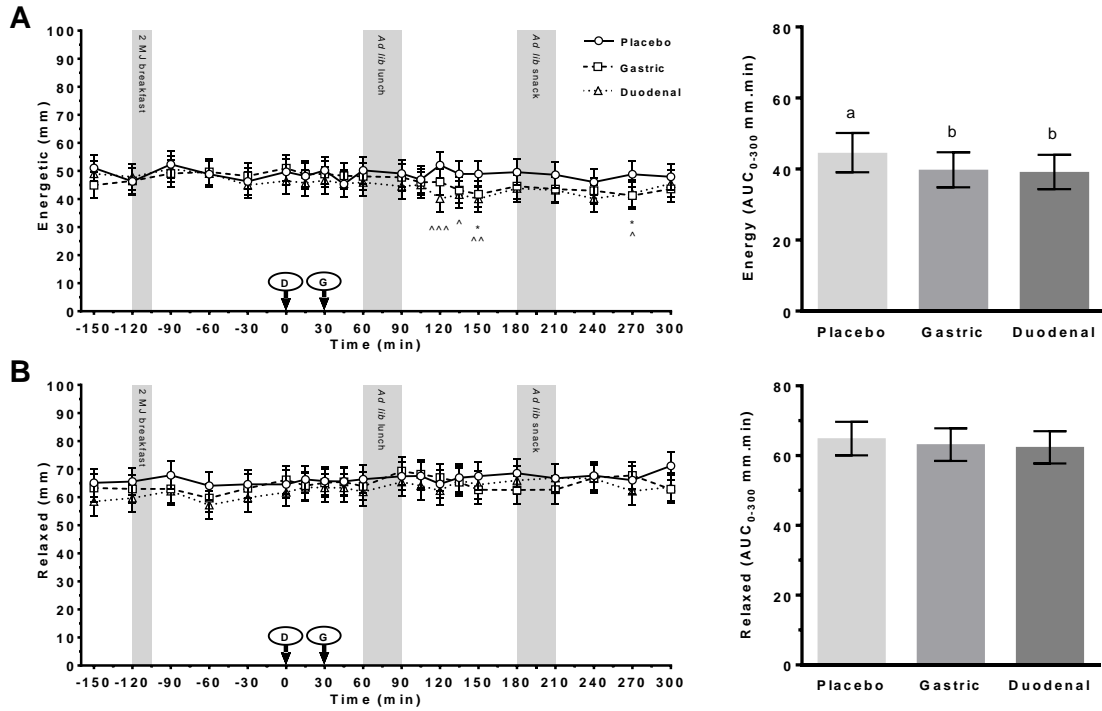 A
Energetic (mm)
100
90
80
70
60
50
40
30
20
10
0
2 MJ breakfast
Ad lib lunch
Ad lib snack
Placebo
Gastric
Duodenal
^^^
^
*
^^
*
^
D
G
-150 -120 -90 -60 -30 0 30 60 90 120 150 180 210 240 270 300
Time (min)
Energy (AUC0-300 mm.min)
80
60
40
20
0
a
b
b
Placebo Gastric Duodenal
B
Relaxed (mm)
100
90
80
70
60
50
40
30
20
10
0
2 MJ breakfast
Ad lib lunch
Ad lib snack
D
G
-150 -120 -90 -60 -30 0 30 60 90 120 150 180 210 240 270 300
Time (min)
Relaxed (AUC0-300 mm.min)
80
60
40
20
0
Placebo Gastric Duodenal